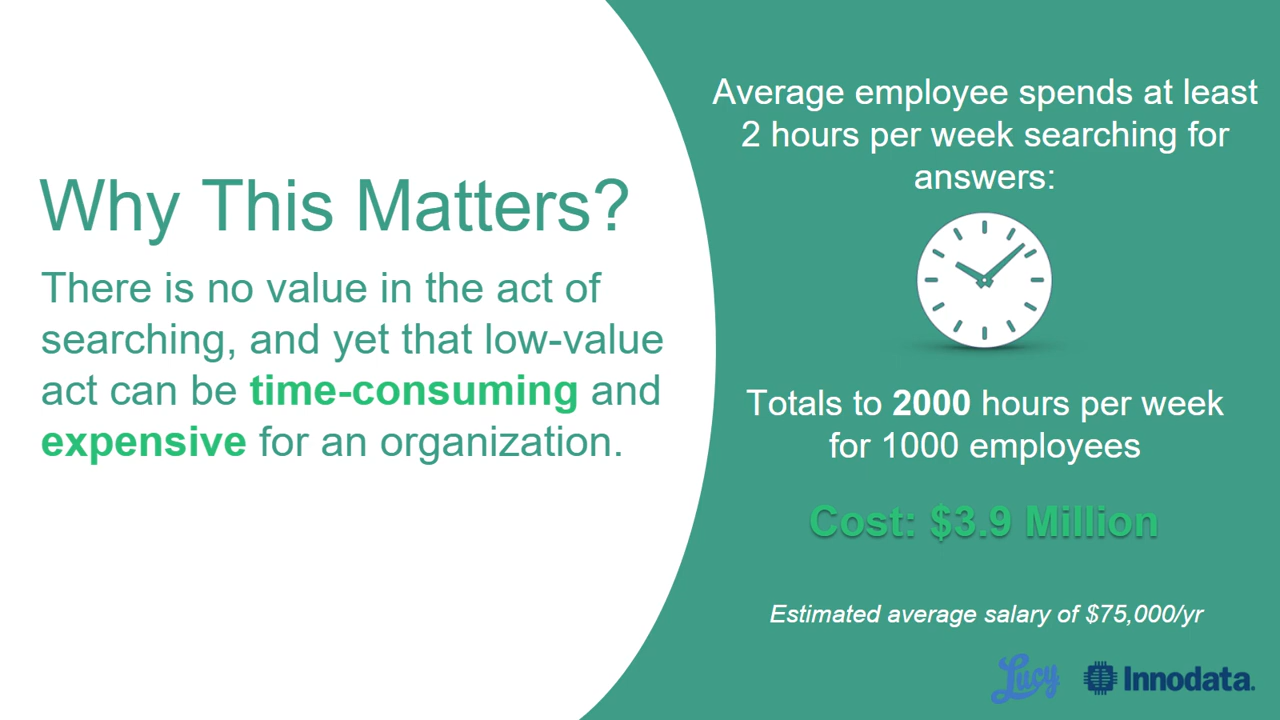 Why This Matters?
There is no value in the act of
searching, and yet that low-value
act can be time-consuming and
expensive for an organization.
Average employee spends at least
2 hours per week searching for
answers:
Totals to 2000 hours per week
for 1000 employees
Cost: $3.9 Million
Estimated average salary of $75,000/yr
Lucy
Innodata.